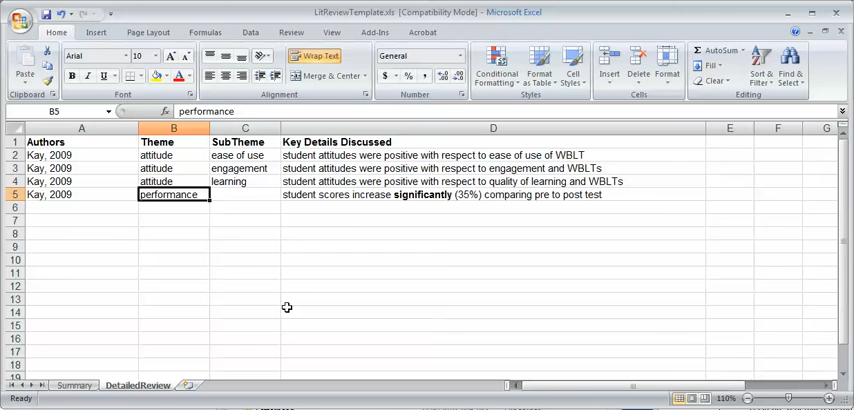 LitReviewTemplate.xls [Compatibility Mode] - Microsoft Excel
Home Insert Page Layout Formulas Data Review View Add-Ins Acrobat
Paste
Clipboard
Arial 10
B I U
Font
Wrap Text
Merge & Center
Alignment
General
$ % ,
Number
Conditional Formatting
Format as Table
Cell Styles
Styles
Insert Delete Format
Cells
Σ AutoSum
Fill
Clear
Sort & Filter
Find & Select
Editing
B5 fx performance
A B C D E F G
1 Authors Theme SubTheme Key Details Discussed
2 Kay, 2009 attitude ease of use student attitudes were positive with respect to ease of use of WBLT
3 Kay, 2009 attitude engagement student attitudes were positive with respect to engagement and WBLTs
4 Kay, 2009 attitude learning student attitudes were positive with respect to quality of learning and WBLTs
5 Kay, 2009 performance student scores increase significantly (35%) comparing pre to post test
6
7
8
9
10
11
12
13
14
15
16
17
18
19
Summary DetailedReview
Ready 110%